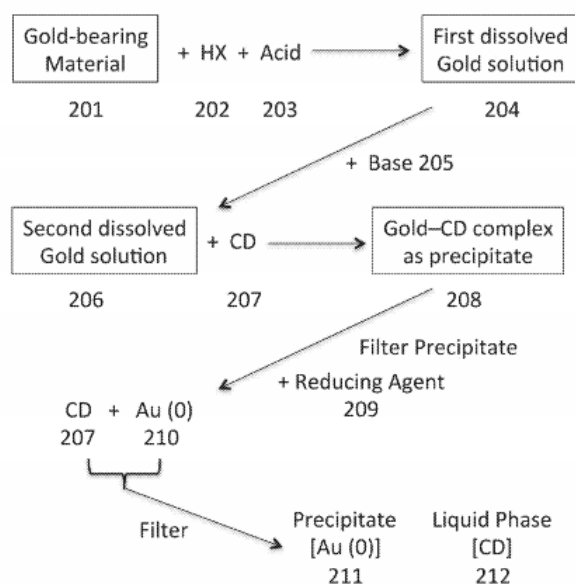 Gold-bearing
Material
+ HX + Acid
First dissolved
Gold solution
201
202
203
204
+ Base 205
Second dissolved
Gold solution
+ CD
Gold–CD complex
as precipitate
206
207
208
Filter Precipitate
+ Reducing Agent
209
CD + Au (0)
207 210
Filter
Precipitate
[Au (0)]
211
Liquid Phase
[CD]
212